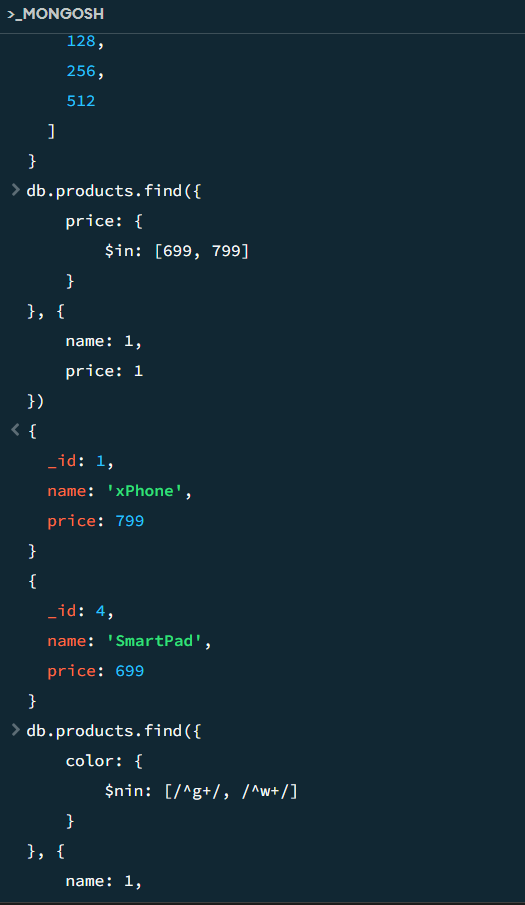 >_MONGOSH
128,
256,
512
]
}
> db.products.find({
price: {
$in: [699, 799]
}
}, {
name: 1,
price: 1
})
< {
_id: 1,
name: 'xPhone',
price: 799
}
{
_id: 4,
name: 'SmartPad',
price: 699
}
> db.products.find({
color: {
$nin: [/^g+/, /^w+/]
}
}, {
name: 1,